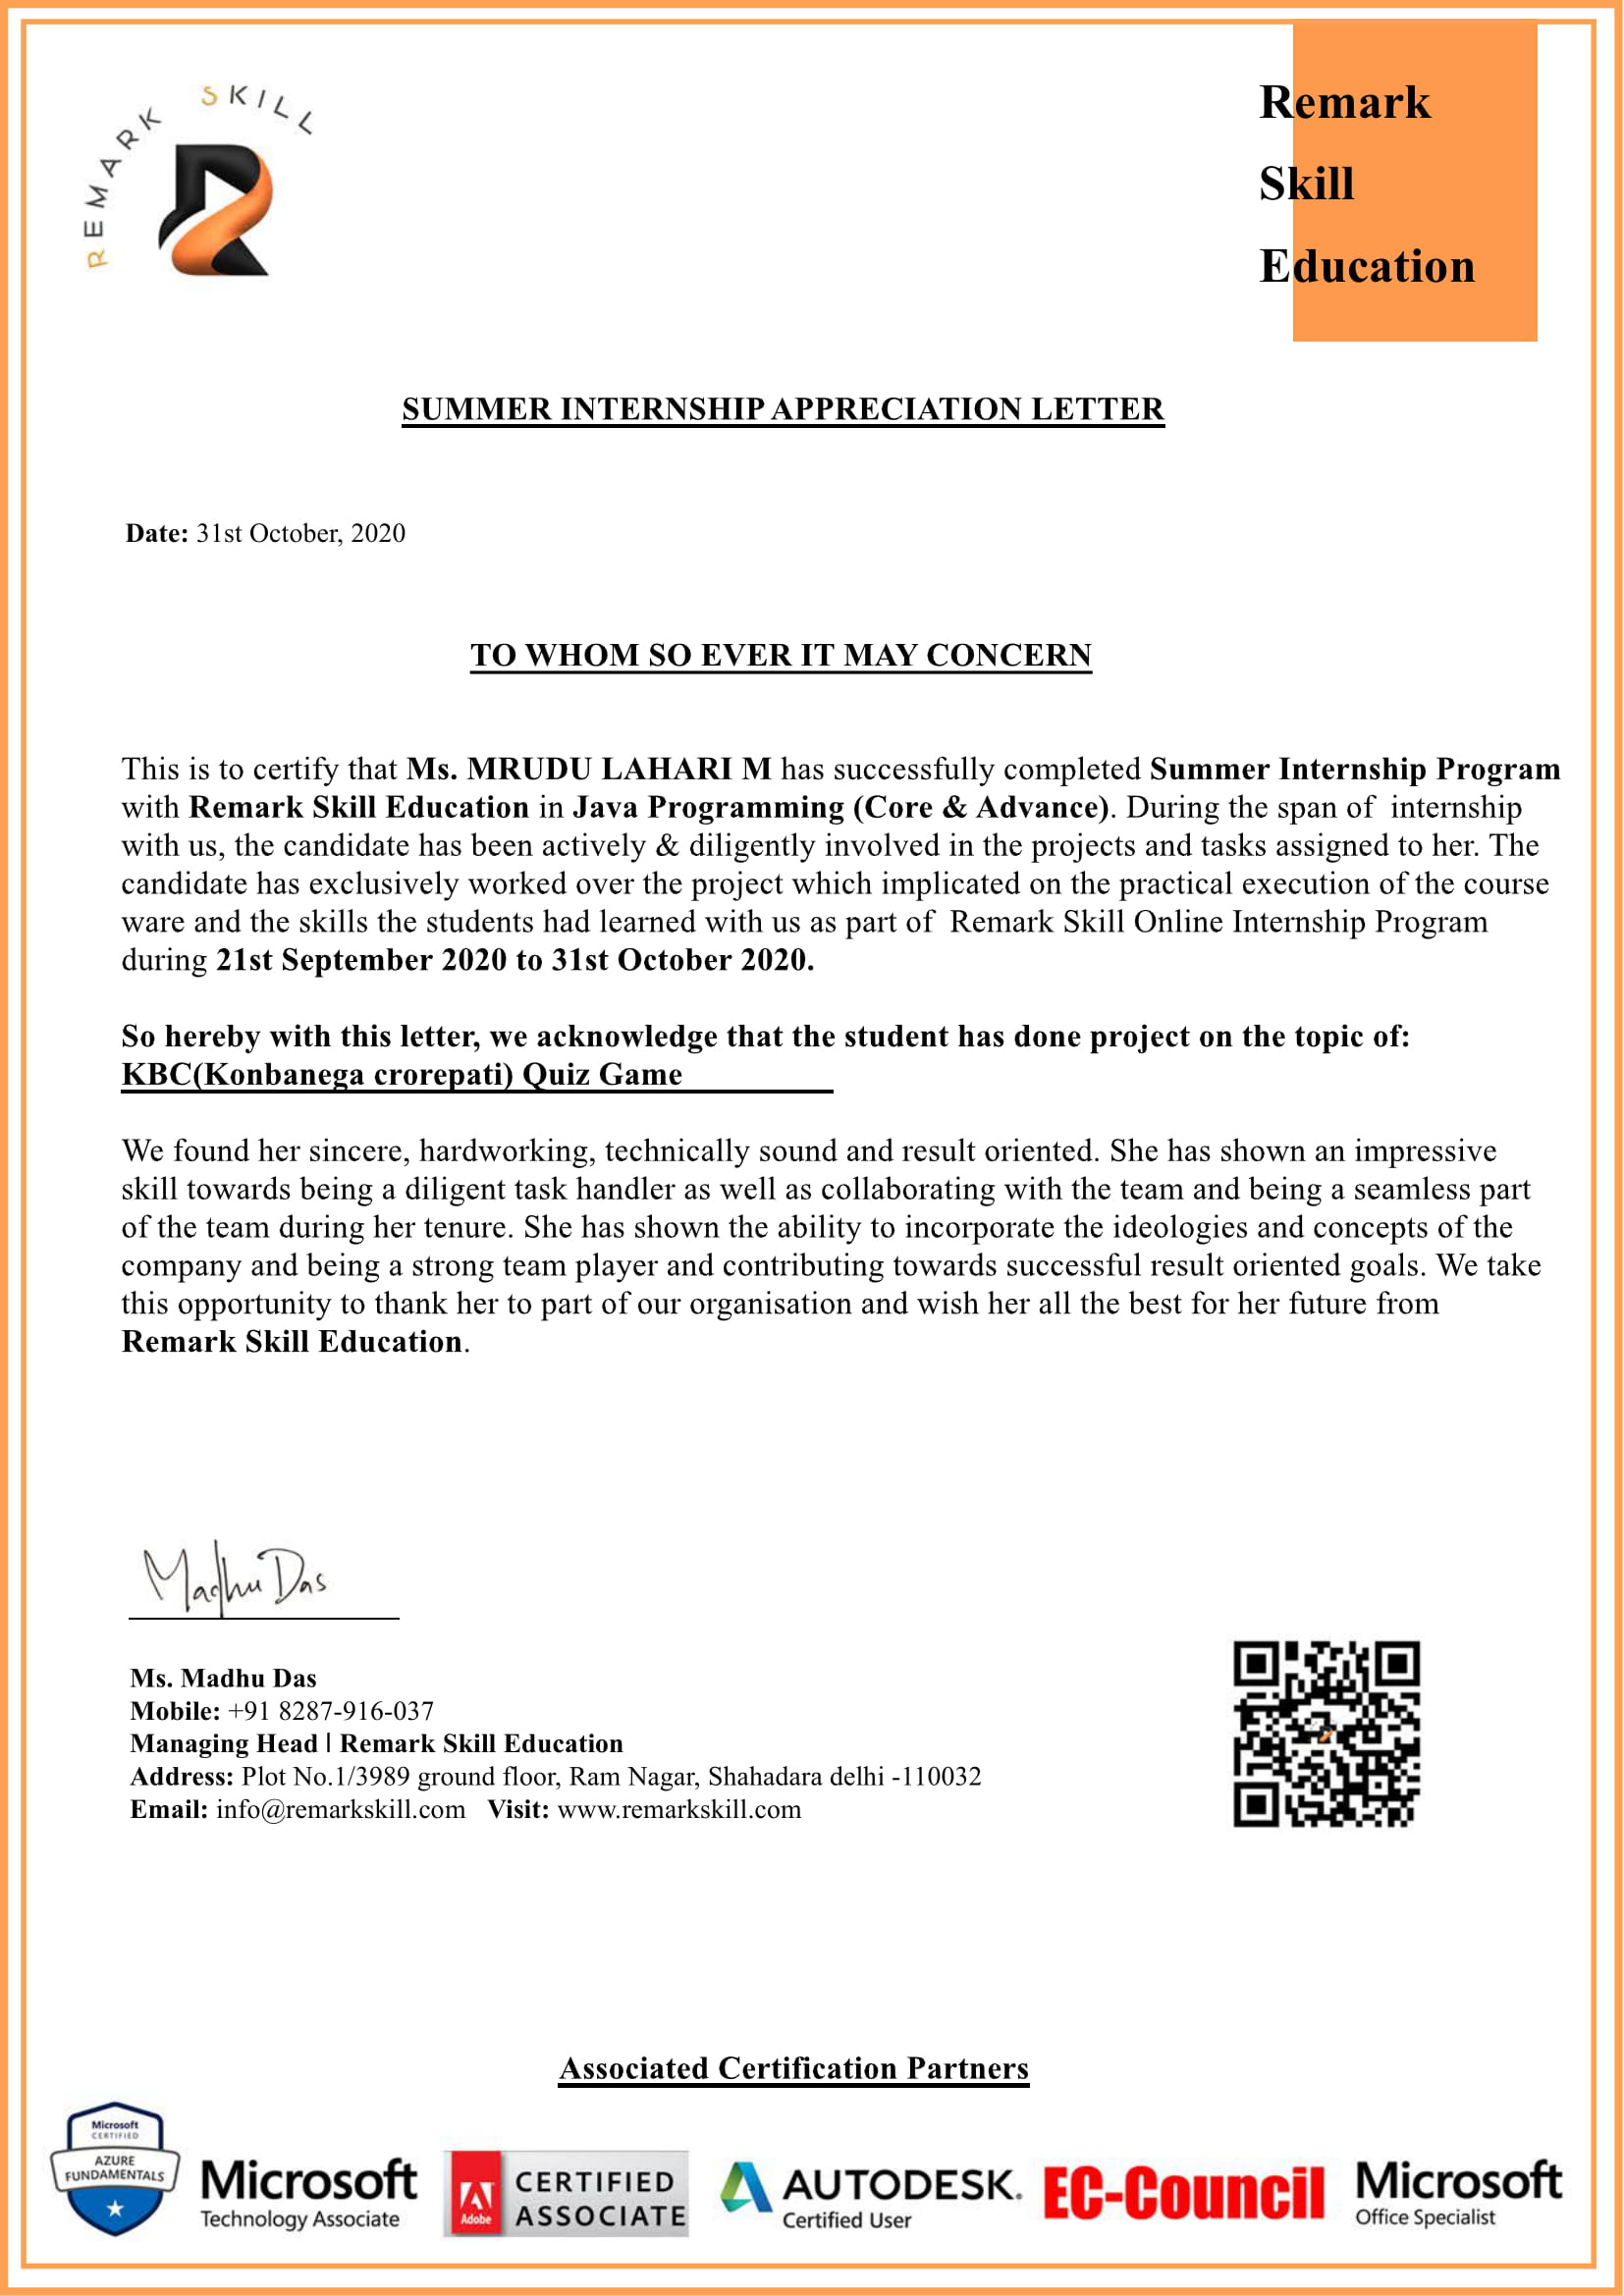 REMARK SKILL
Remark
Skill
Education
SUMMER INTERNSHIP APPRECIATION LETTER
Date: 31st October, 2020
TO WHOM SO EVER IT MAY CONCERN
This is to certify that Ms. MRUDU LAHARI M has successfully completed Summer Internship Program
with Remark Skill Education in Java Programming (Core & Advance). During the span of internship
with us, the candidate has been actively & diligently involved in the projects and tasks assigned to her. The
candidate has exclusively worked over the project which implicated on the practical execution of the course
ware and the skills the students had learned with us as part of Remark Skill Online Internship Program
during 21st September 2020 to 31st October 2020.
So hereby with this letter, we acknowledge that the student has done project on the topic of:
KBC(Konbanega crorepati) Quiz Game
We found her sincere, hardworking, technically sound and result oriented. She has shown an impressive
skill towards being a diligent task handler as well as collaborating with the team and being a seamless part
of the team during her tenure. She has shown the ability to incorporate the ideologies and concepts of the
company and being a strong team player and contributing towards successful result oriented goals. We take
this opportunity to thank her to part of our organisation and wish her all the best for her future from
Remark Skill Education.
Madhu Das
Ms. Madhu Das
Mobile: +91 8287-916-037
Managing Head | Remark Skill Education
Address: Plot No.1/3989 ground floor, Ram Nagar, Shahadara delhi -110032
Email: info@remarkskill.com Visit: www.remarkskill.com
Associated Certification Partners
Microsoft
CERTIFIED
AZURE
FUNDAMENTALS
Microsoft
Technology Associate
Adobe
CERTIFIED
ASSOCIATE
AUTODESK.
Certified User
EC-Council
Microsoft
Office Specialist